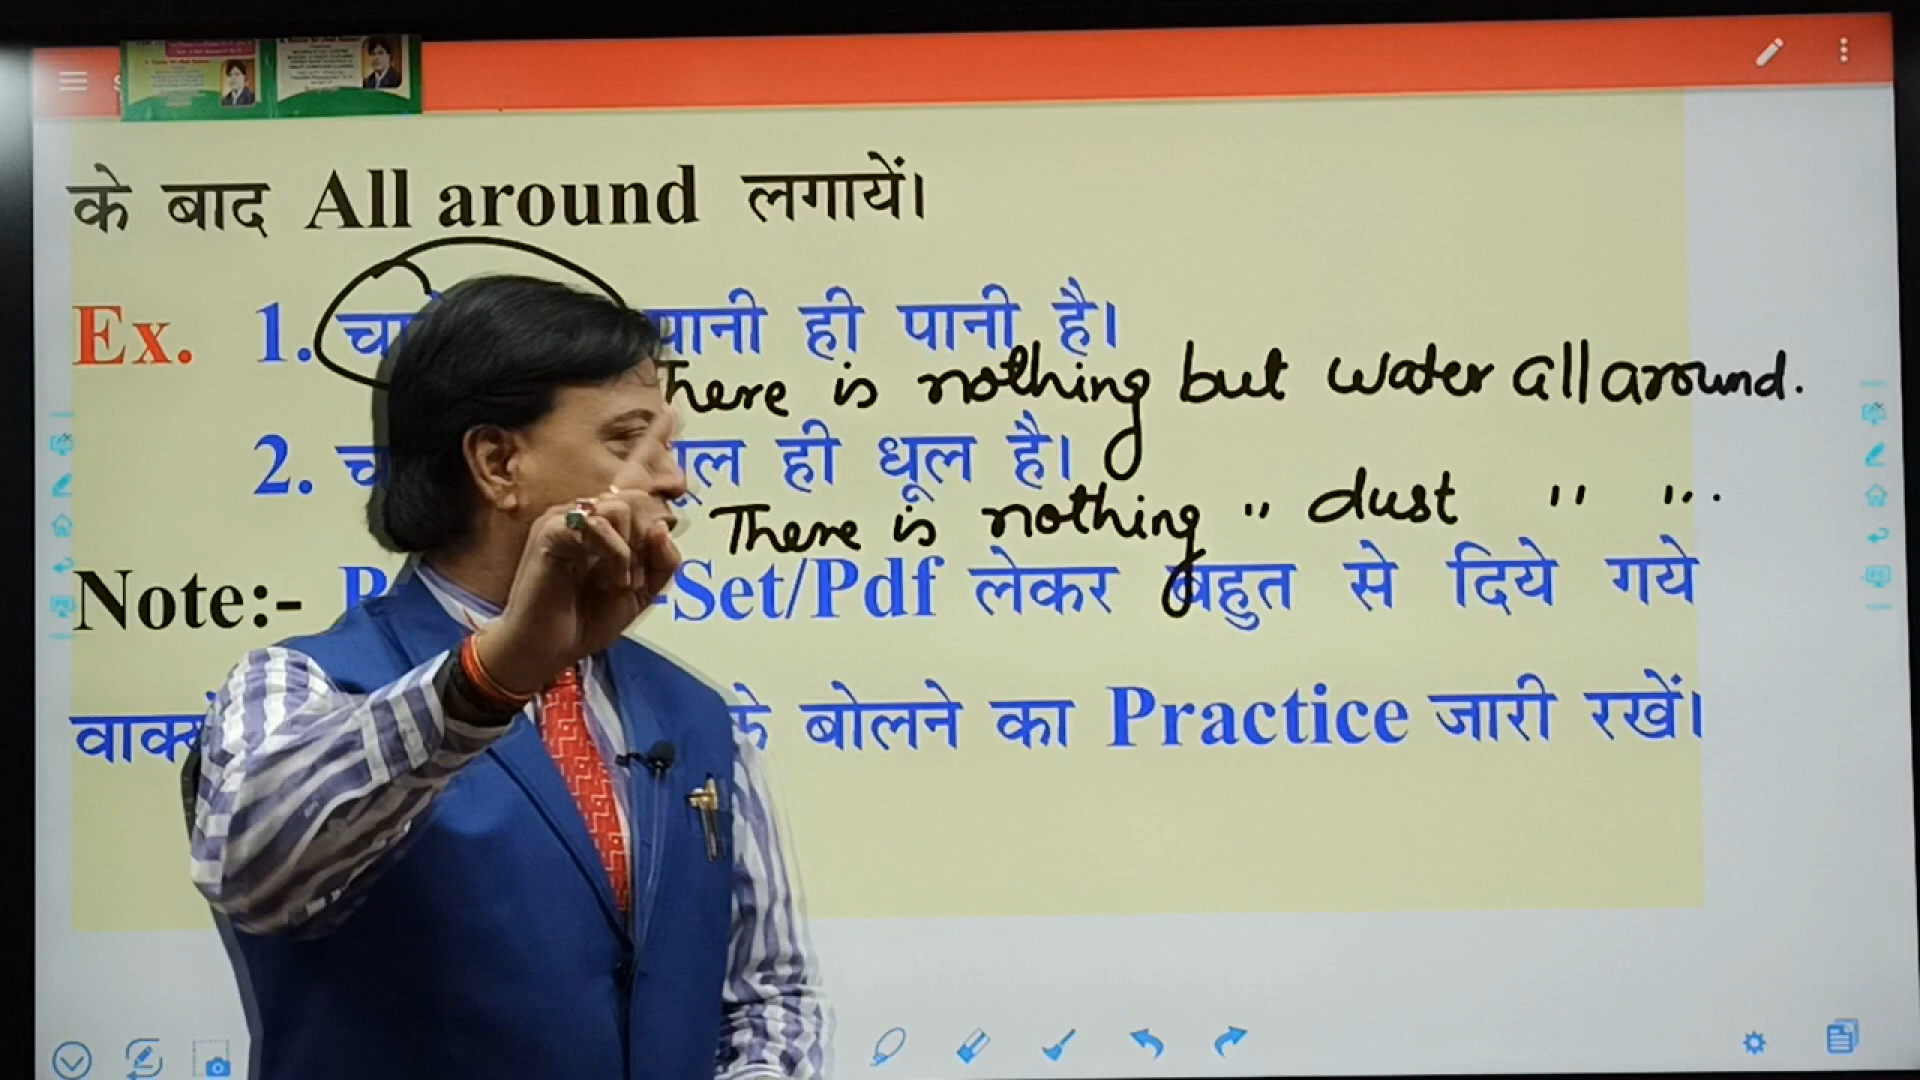 के बाद All around लगायें।
Ex. 1. पानी ही पानी है।
There is nothing but water all around.
2. ही धूल है।
There is nothing " dust " ".
Note:- -Set/Pdf लेकर बहुत से दिये गये
के बोलने का Practice जारी रखें।